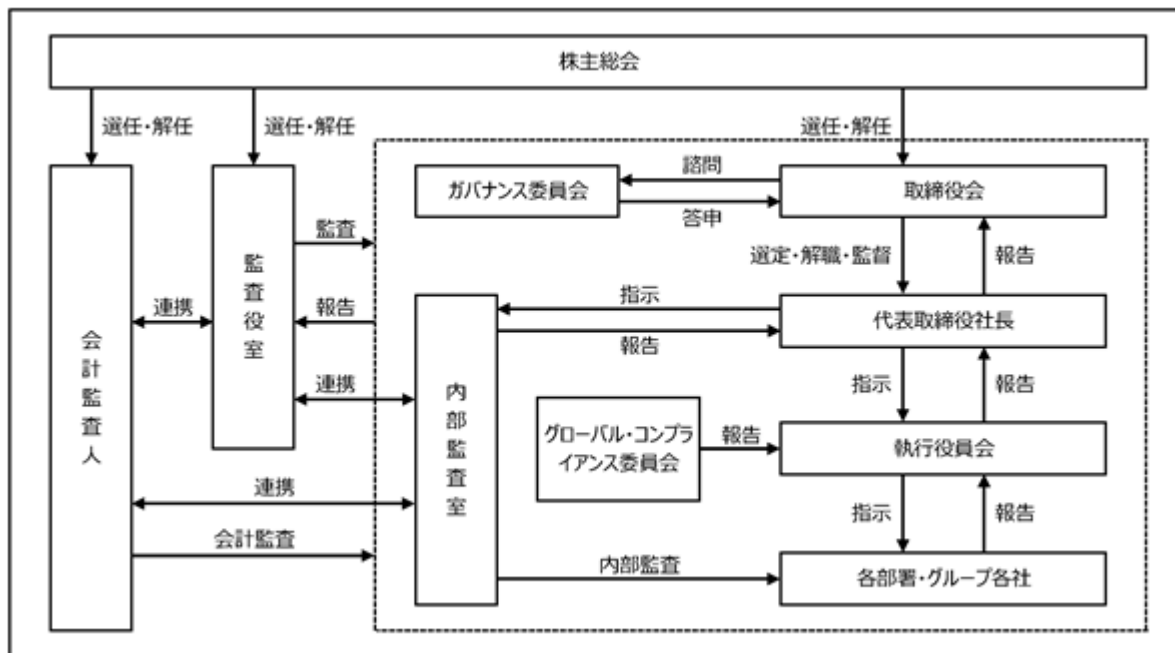 株主総会
選任・解任
選任・解任
選任・解任
ガバナンス委員会
諮問
答申
取締役会
監査
選定・解職・監督
報告
監査役室
連携
報告
指示
報告
代表取締役社長
会計監査人
連携
内部監査室
指示
報告
グローバル・コンプラ
イアンス委員会
報告
執行役員会
連携
指示
報告
会計監査
内部監査
各部署・グループ各社